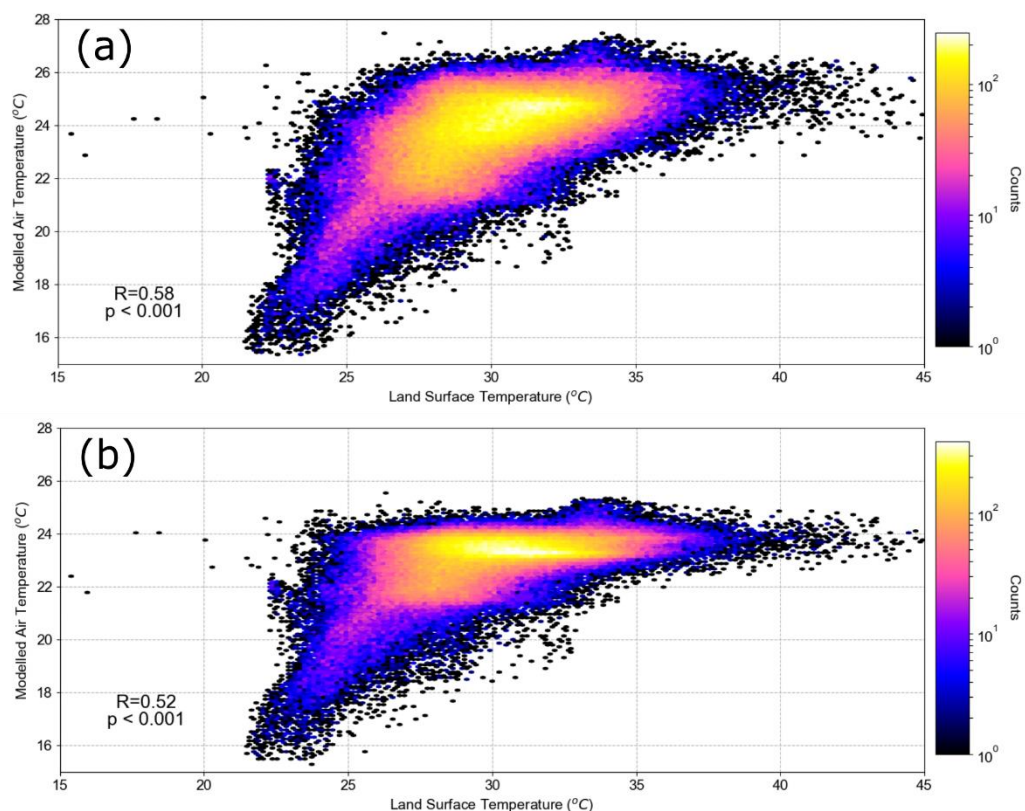 (a)
28
26
24
22
20
18
16
Modelled Air Temperature (°C)
R=0.58
p < 0.001
15 20 25 30 35 40 45
Land Surface Temperature (°C)
10²
10¹
10⁰
Counts
(b)
28
26
24
22
20
18
16
Modelled Air Temperature (°C)
R=0.52
p < 0.001
15 20 25 30 35 40 45
Land Surface Temperature (°C)
10²
10¹
10⁰
Counts